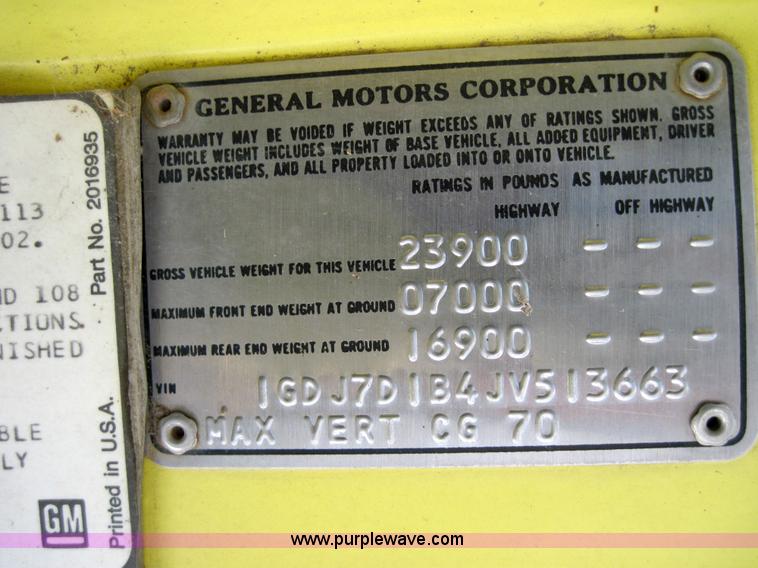 E
113
02.
ND 108
TIONS
NISHED
BLE
LY
Part No. 2016935
Printed in U.S.A.
GM
GENERAL MOTORS CORPORATION
WARRANTY MAY BE VOIDED IF WEIGHT EXCEEDS ANY OF RATINGS SHOWN. GROSS
VEHICLE WEIGHT INCLUDES WEIGHT OF BASE VEHICLE, ALL ADDED EQUIPMENT, DRIVER
AND PASSENGERS, AND ALL PROPERTY LOADED INTO OR ONTO VEHICLE.
RATINGS IN POUNDS AS MANUFACTURED
HIGHWAY OFF HIGHWAY
GROSS VEHICLE WEIGHT FOR THIS VEHICLE 23900 - - -
MAXIMUM FRONT END WEIGHT AT GROUND 07000 - - -
MAXIMUM REAR END WEIGHT AT GROUND 16900 - - -
VIN 1GDJ7D1B4JV513663
MAX VERT CG 70
www.purplewave.com